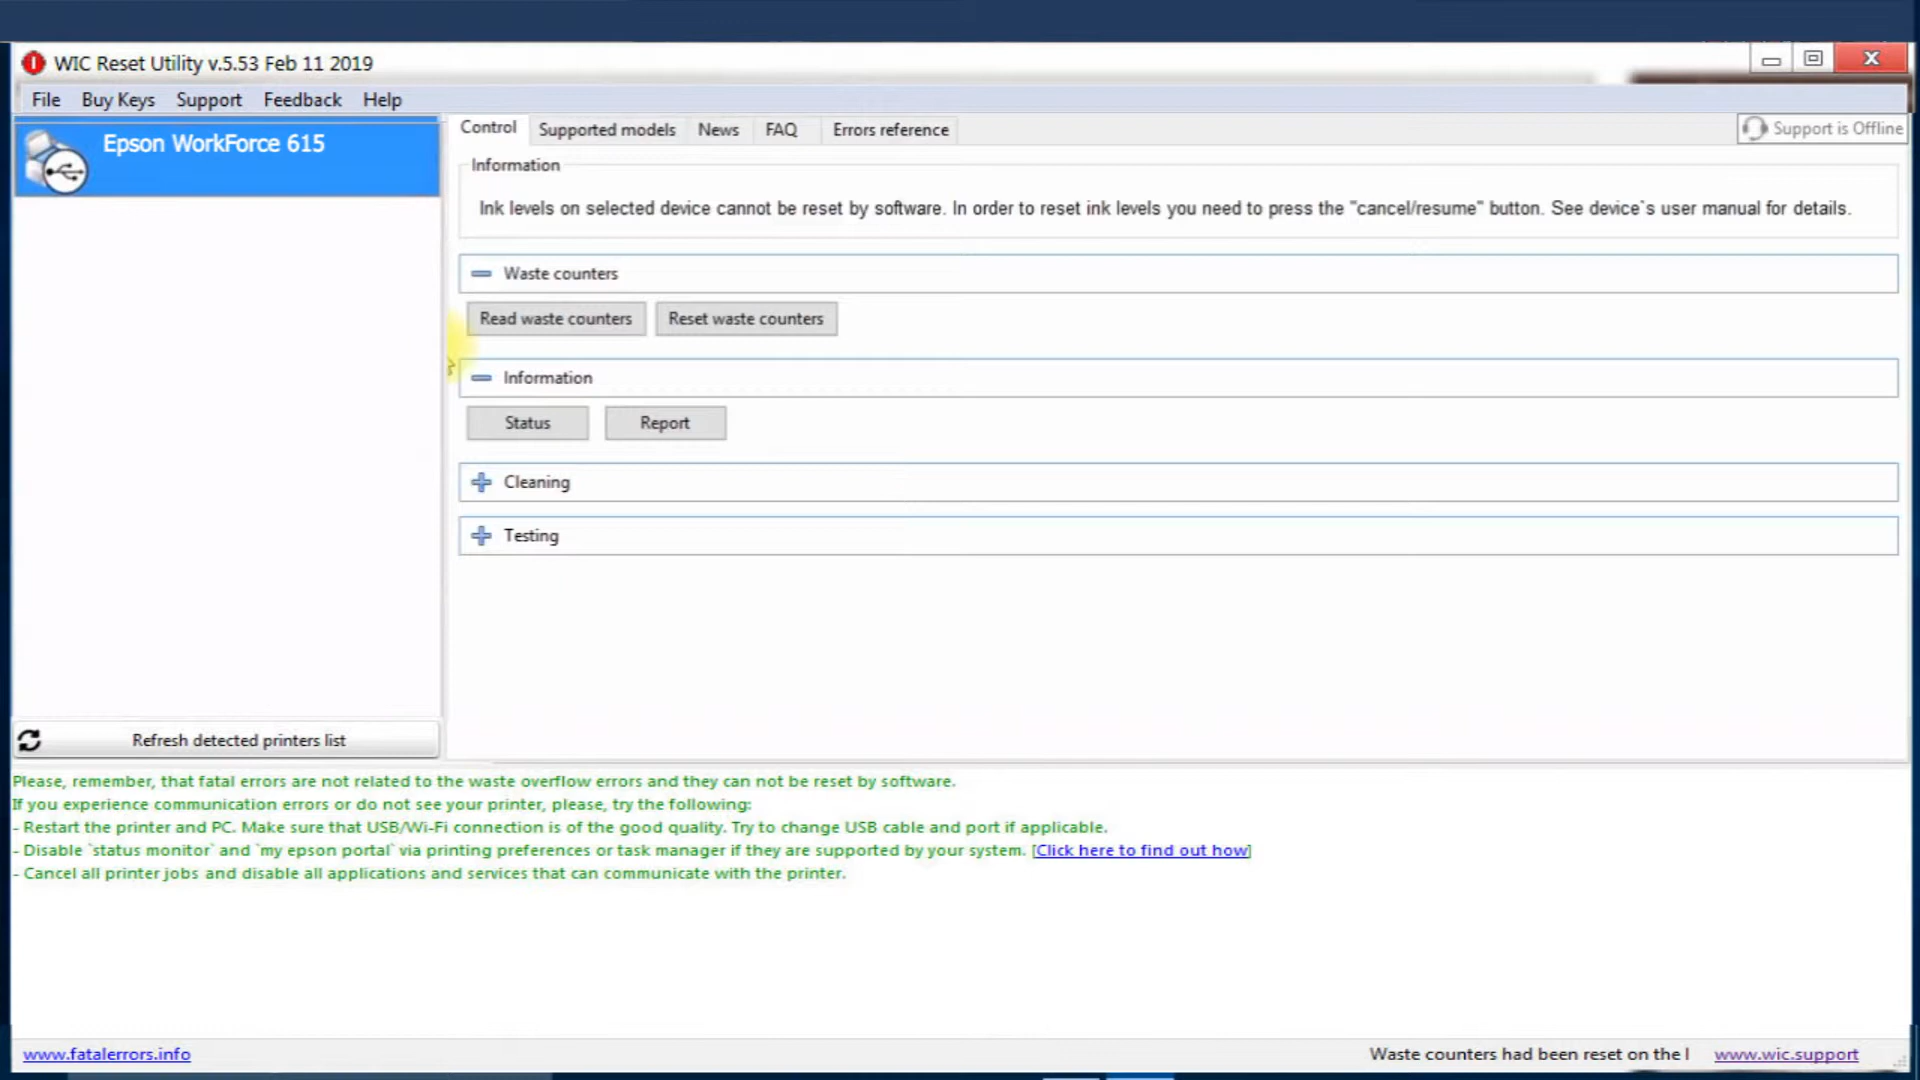 WIC Reset Utility v.5.53 Feb 11 2019
File Buy Keys Support Feedback Help
Epson WorkForce 615
Control Supported models News FAQ Errors reference
Support is Offline
Information
Ink levels on selected device cannot be reset by software. In order to reset ink levels you need to press the "cancel/resume" button. See device`s user manual for details.
Waste counters
Read waste counters Reset waste counters
Information
Status Report
Cleaning
Testing
Refresh detected printers list
Please, remember, that fatal errors are not related to the waste overflow errors and they can not be reset by software.
If you experience communication errors or do not see your printer, please, try the following:
- Restart the printer and PC. Make sure that USB/Wi-Fi connection is of the good quality. Try to change USB cable and port if applicable.
- Disable `status monitor` and `my epson portal` via printing preferences or task manager if they are supported by your system. [Click here to find out how]
- Cancel all printer jobs and disable all applications and services that can communicate with the printer.
www.fatalerrors.info Waste counters had been reset on the l www.wic.support